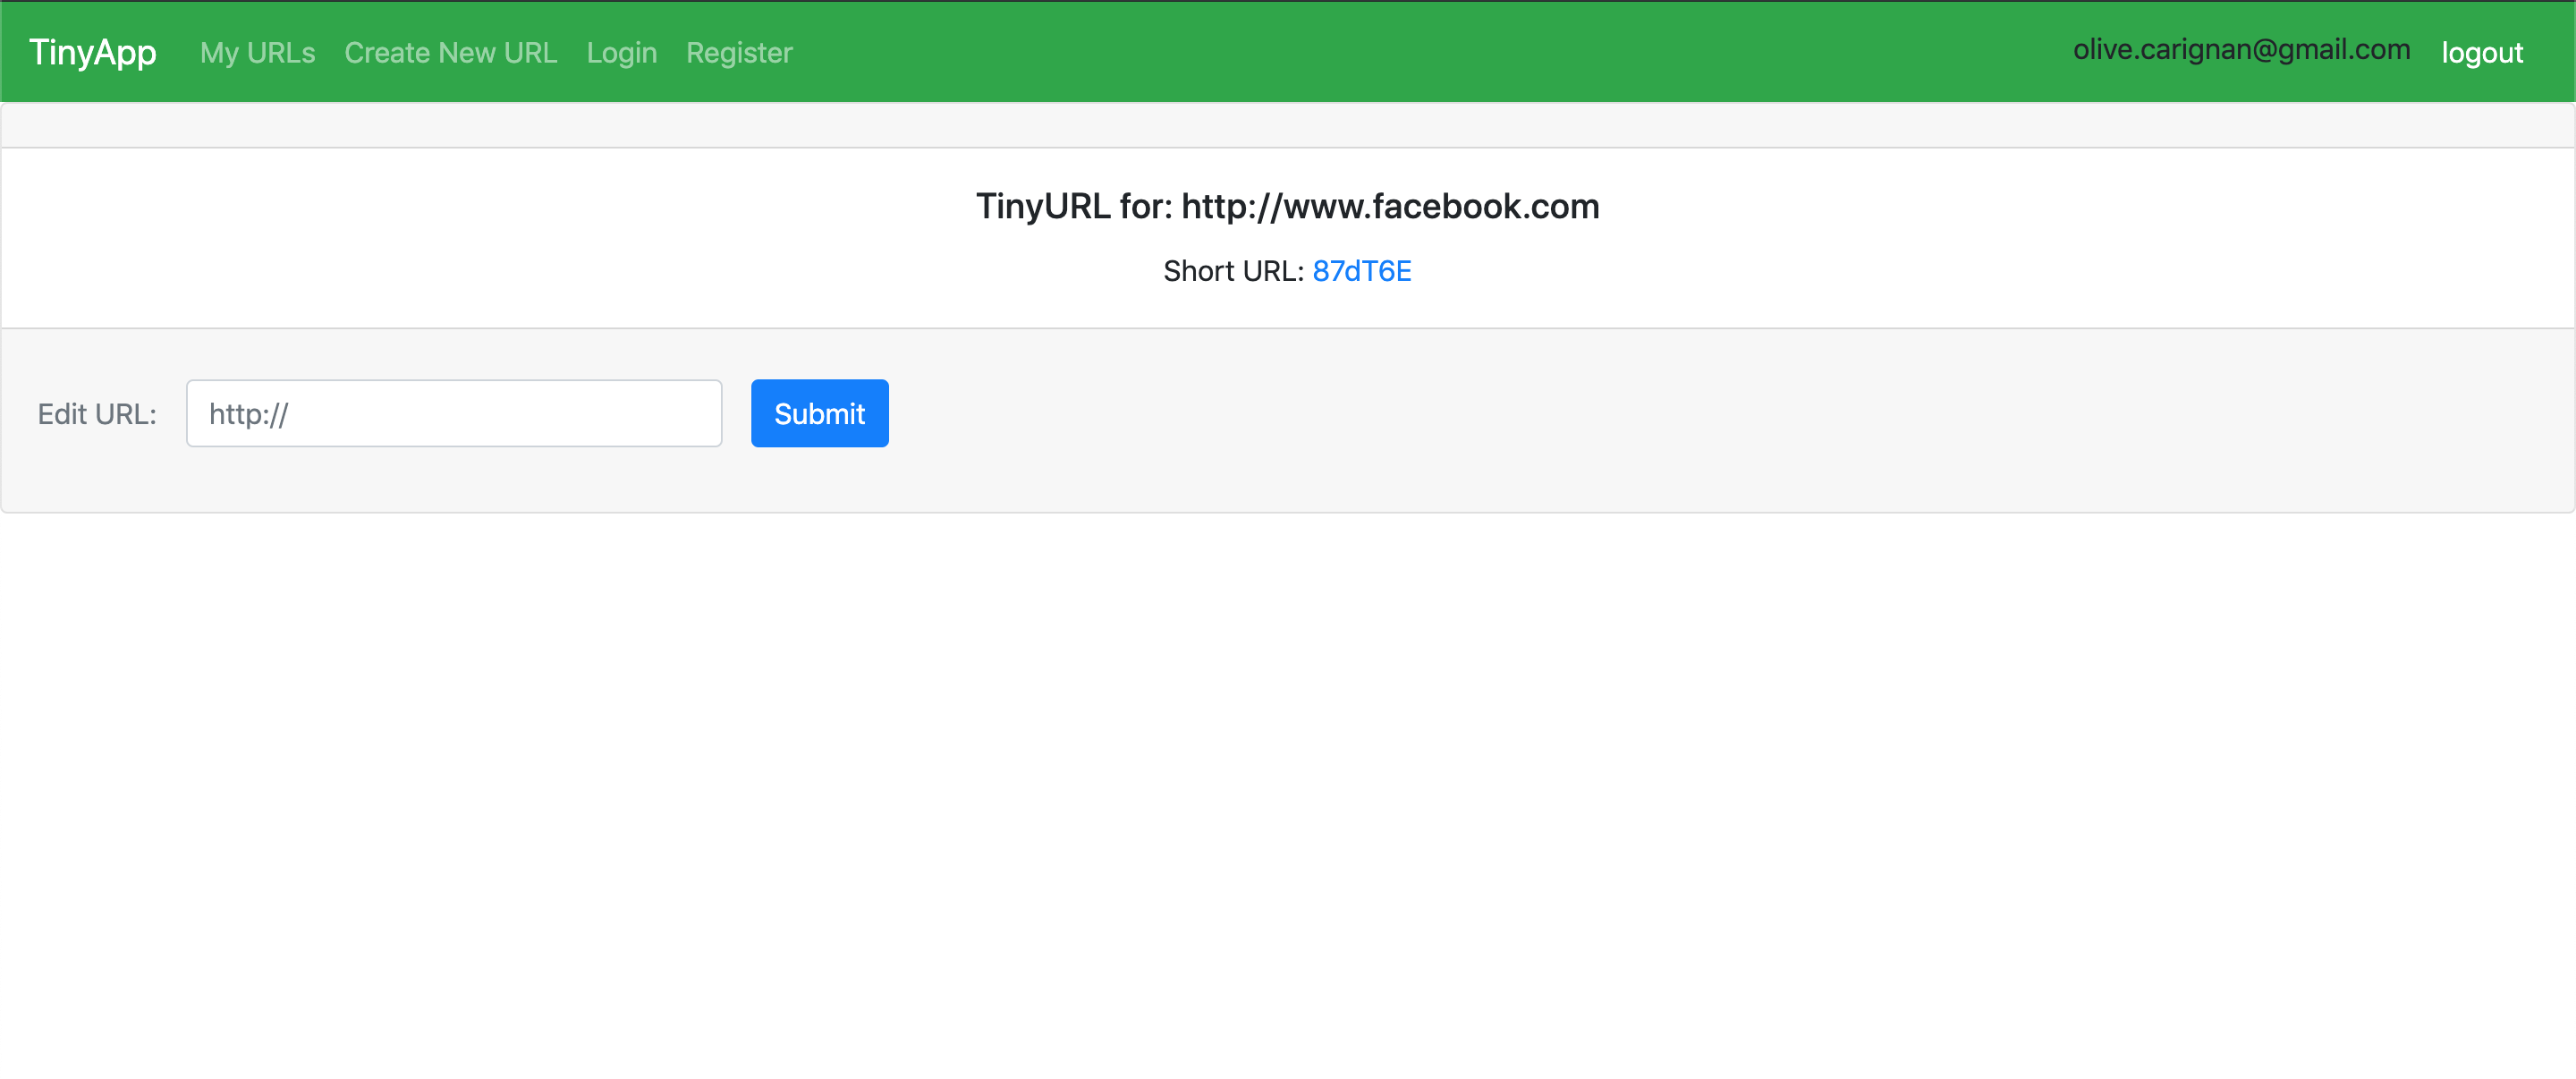 TinyApp My URLs Create New URL Login Register olive.carignan@gmail.com logout
TinyURL for: http://www.facebook.com
Short URL: 87dT6E
Edit URL: http:// Submit